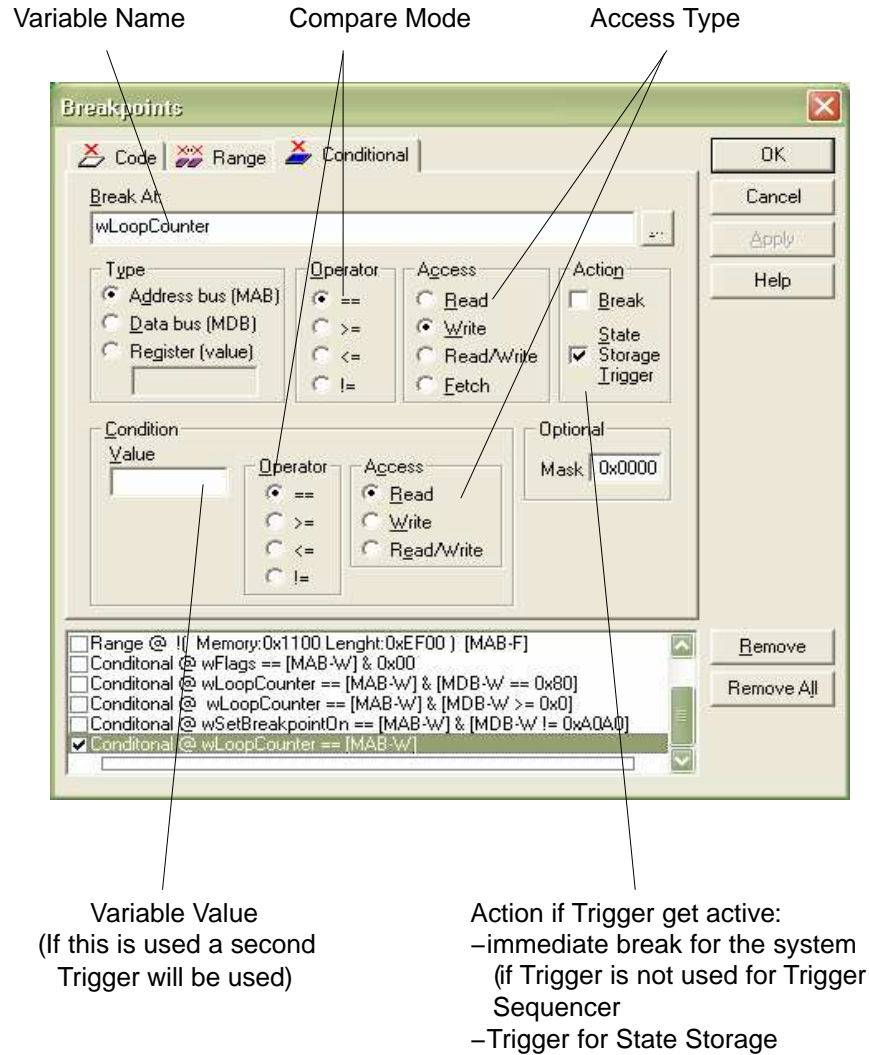 Variable Name Compare Mode Access Type
Breakpoints
Code Range Conditional
OK
Cancel
Apply
Help
Break At:
wLoopCounter ...
Type
Address bus (MAB)
Data bus (MDB)
Register (value)
Operator
==
>=
<=
!=
Access
Read
Write
Read/Write
Fetch
Action
Break
State
Storage
Trigger
Condition
Value
Operator
==
>=
<=
!=
Access
Read
Write
Read/Write
Optional
Mask 0x0000
Range @ !( Memory:0x1100 Lenght:0xEF00 ) [MAB-F]
Conditonal @ wFlags == [MAB-W] & 0x00
Conditonal @ wLoopCounter == [MAB-W] & [MDB-W == 0x80]
Conditonal @ wLoopCounter == [MAB-W] & [MDB-W >= 0x0]
Conditonal @ wSetBreakpointOn == [MAB-W] & [MDB-W != 0xA0A0]
Conditonal @ wLoopCounter == [MAB-W]
Remove
Remove All
Variable Value
(If this is used a second
Trigger will be used)
Action if Trigger get active:
−immediate break for the system
(if Trigger is not used for Trigger
Sequencer
−Trigger for State Storage